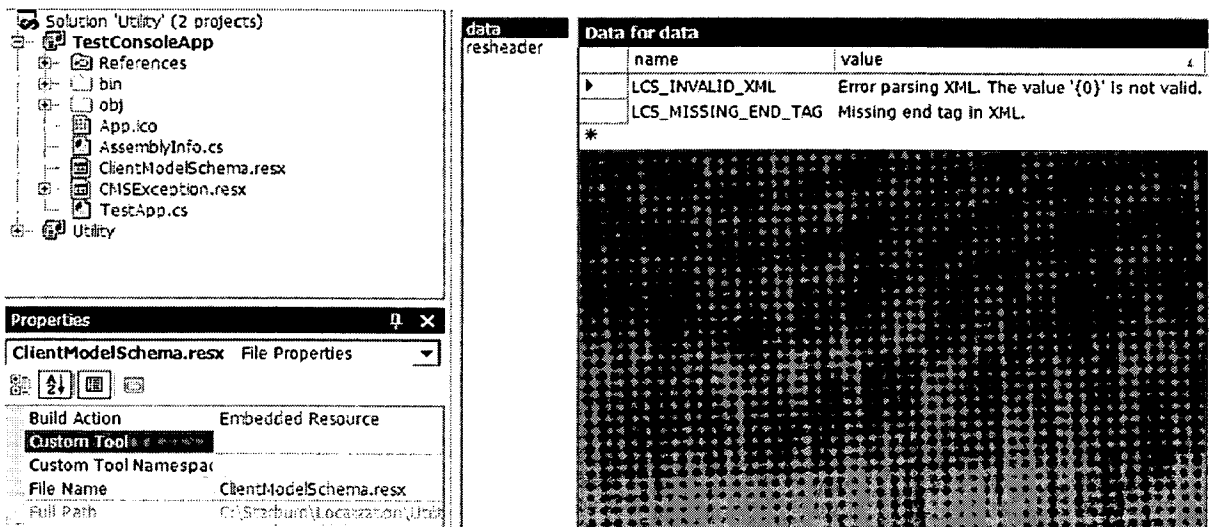 Solution 'Utility' (2 projects)
TestConsoleApp
References
bin
obj
App.ico
AssemblyInfo.cs
ClientModelSchema.resx
CMSException.resx
TestApp.cs
Utility
Properties
ClientModelSchema.resx File Properties
Build Action Embedded Resource
Custom Tool
Custom Tool Namespac
File Name ClientModelSchema.resx
Full Path
data
resheader
Data for data
name value
LCS_INVALID_XML Error parsing XML. The value '{0}' is not valid.
LCS_MISSING_END_TAG Missing end tag in XML.
*